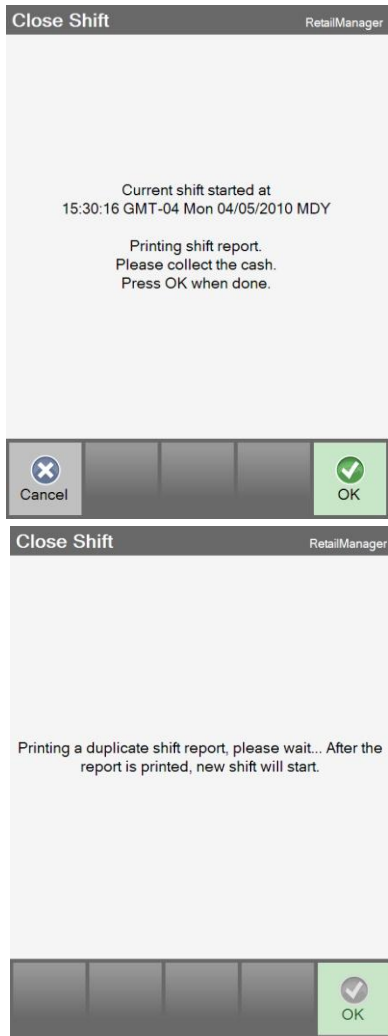 Close Shift RetailManager
Current shift started at
15:30:16 GMT-04 Mon 04/05/2010 MDY
Printing shift report.
Please collect the cash.
Press OK when done.
Cancel OK
Close Shift RetailManager
Printing a duplicate shift report, please wait... After the
report is printed, new shift will start.
OK